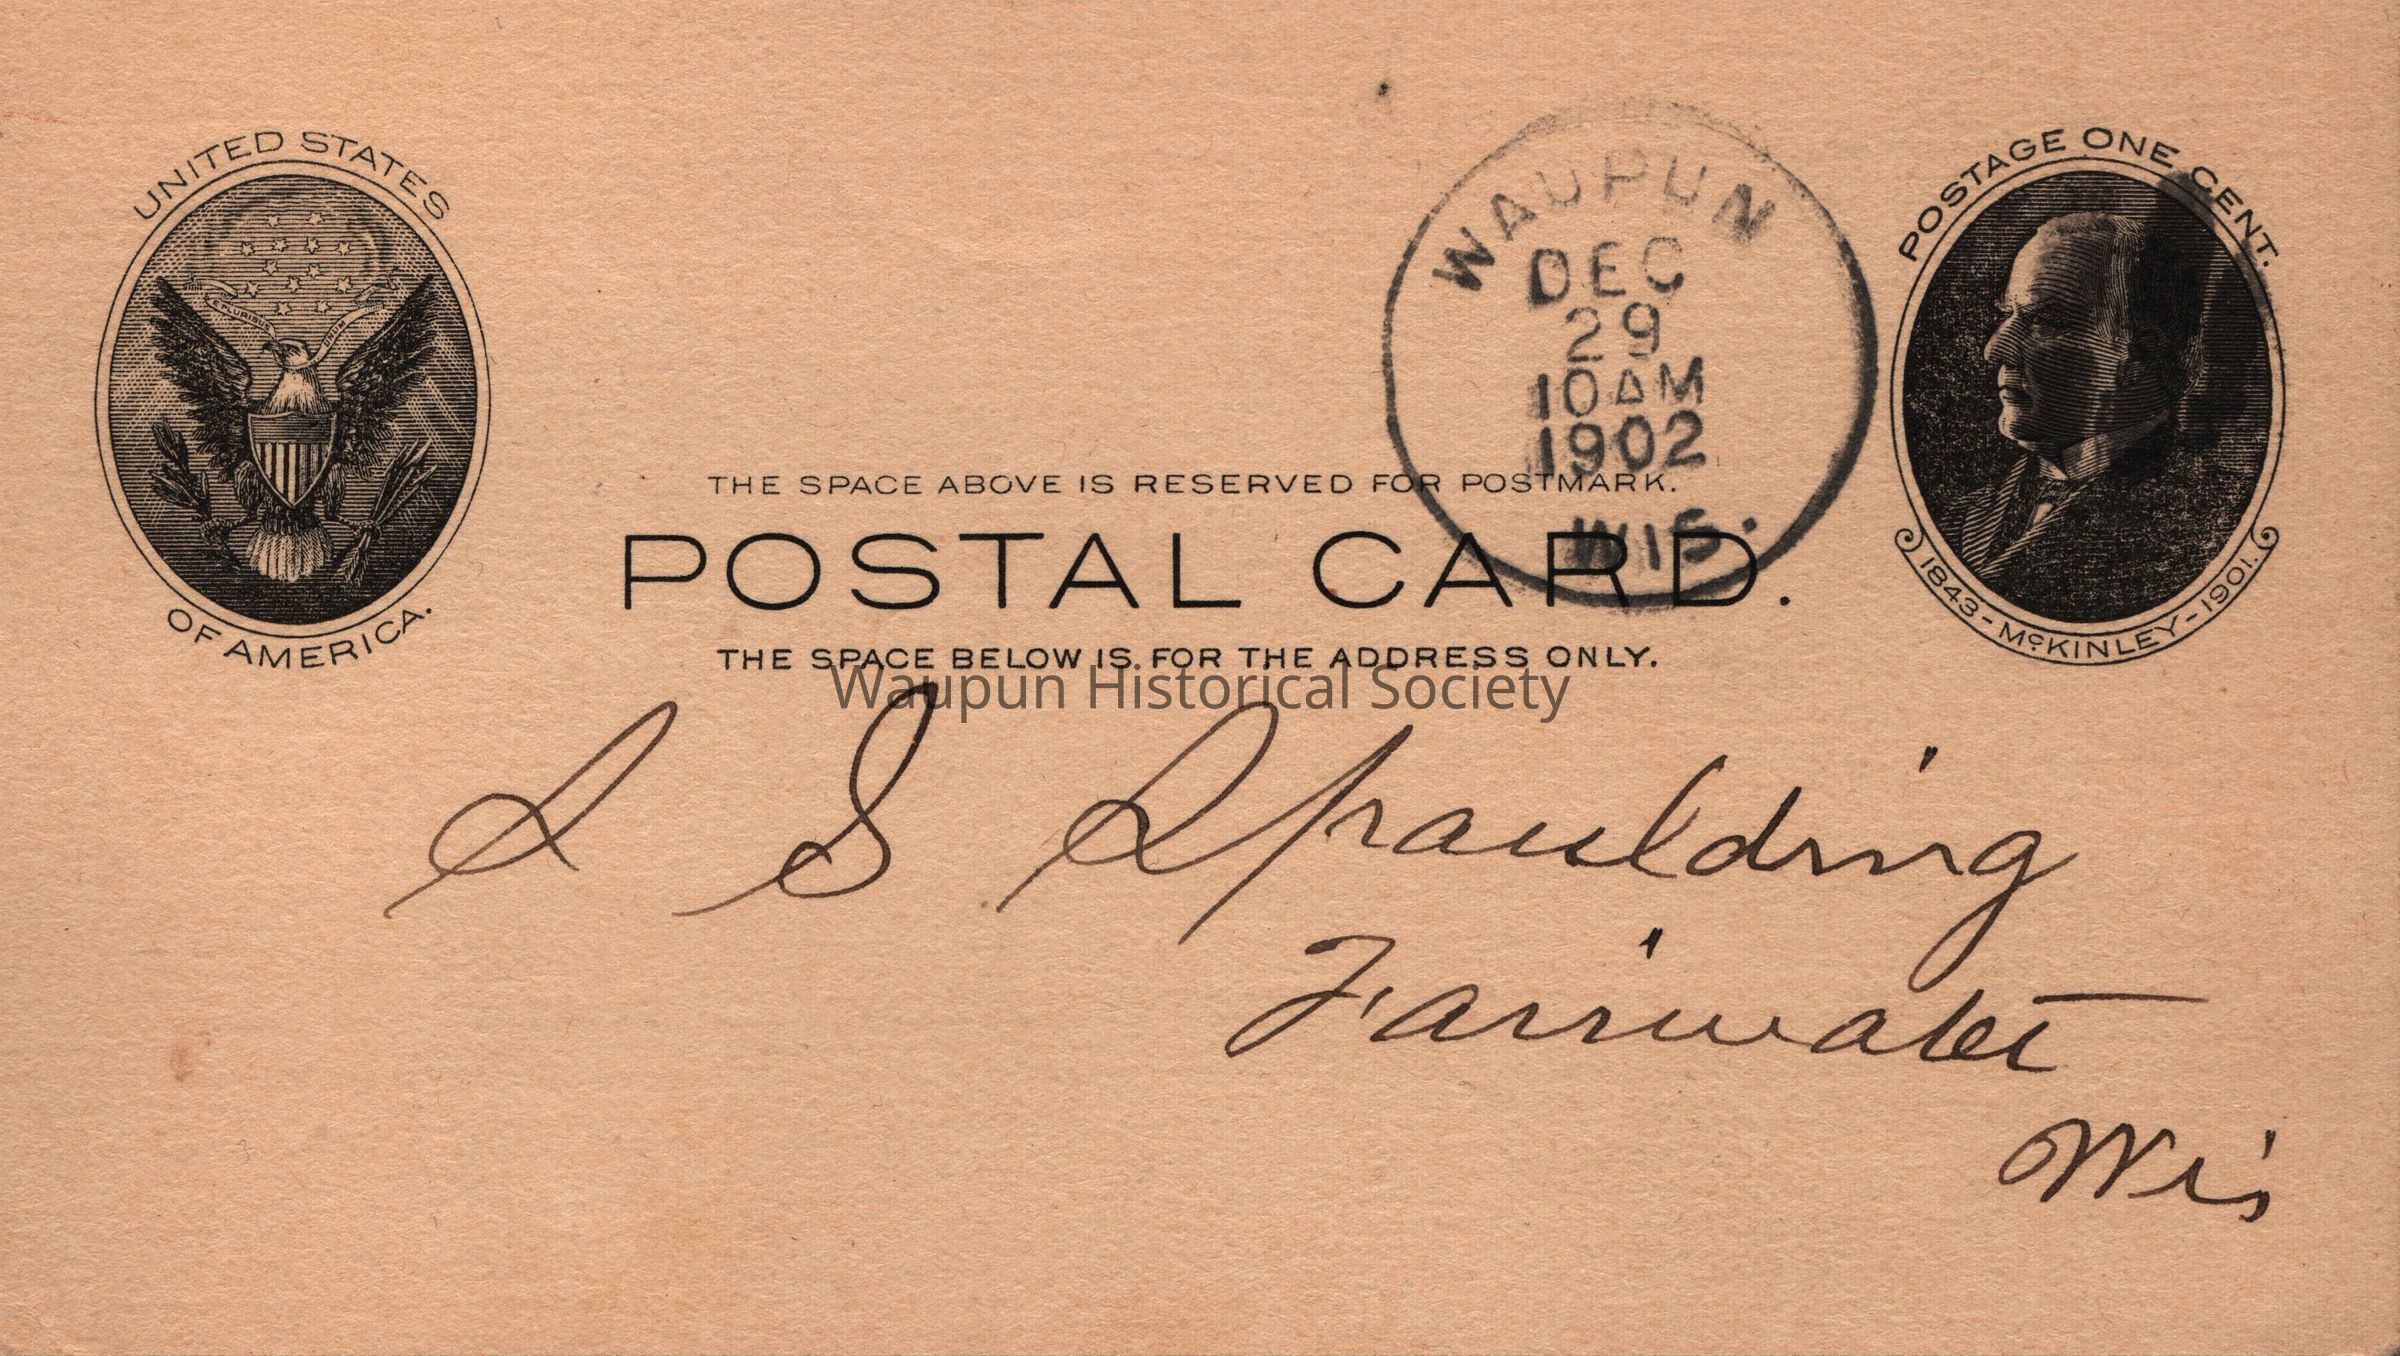 UNITED STATES
E PLURIBUS UNUM
OF AMERICA.
WAUPUN
DEC
29
10 AM
1902
WIS.
POSTAGE ONE CENT.
1843-McKINLEY-1901.
THE SPACE ABOVE IS RESERVED FOR POSTMARK.
POSTAL CARD.
THE SPACE BELOW IS FOR THE ADDRESS ONLY.
Waupun Historical Society
S S Spaulding
Fairwater
Wis